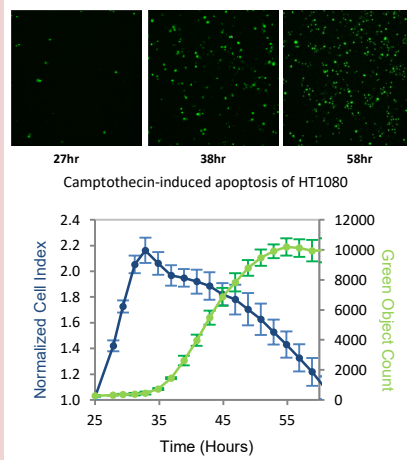 27hr 38hr 58hr
Camptothecin-induced apoptosis of HT1080
2.4 12000
2.2 10000
2.0 8000
1.8 6000
1.6 4000
1.4 2000
1.2 0
1.0
Normalized Cell Index
Green Object Count
25 35 45 55
Time (Hours)